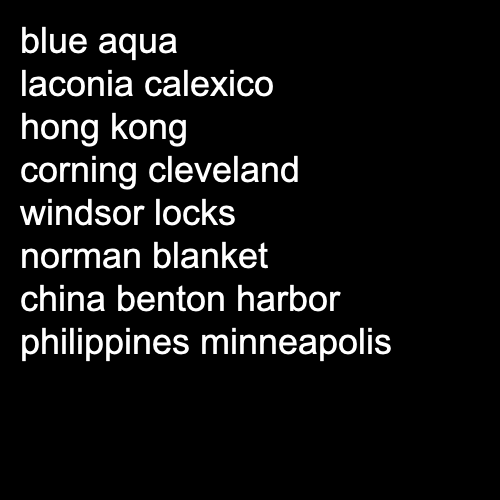 blue aqua
laconia calexico
hong kong
corning cleveland
windsor locks
norman blanket
china benton harbor
philippines minneapolis